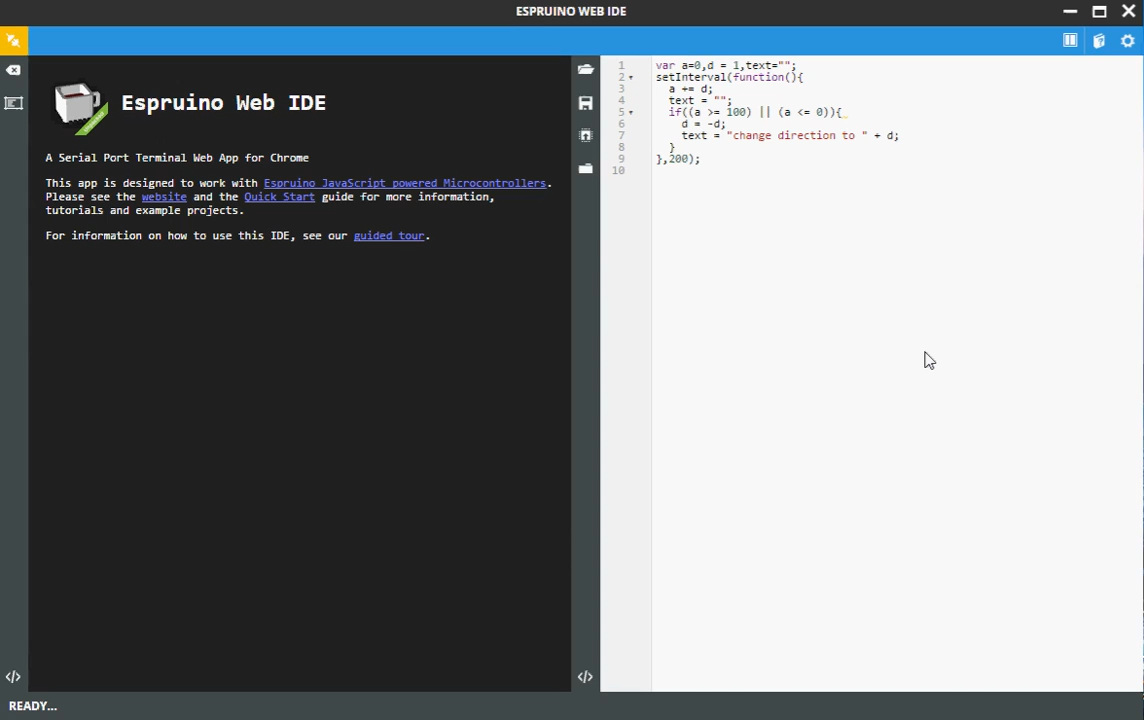 ESPRUINO WEB IDE
Espruino Web IDE
A Serial Port Terminal Web App for Chrome
This app is designed to work with Espruino JavaScript powered Microcontrollers.
Please see the website and the Quick Start guide for more information,
tutorials and example projects.
For information on how to use this IDE, see our guided tour.
1 var a=0,d = 1,text="";
2 setInterval(function(){
3 a += d;
4 text = "";
5 if((a >= 100) || (a <= 0)){
6 d = -d;
7 text = "change direction to " + d;
8 }
9 },200);
10
READY...